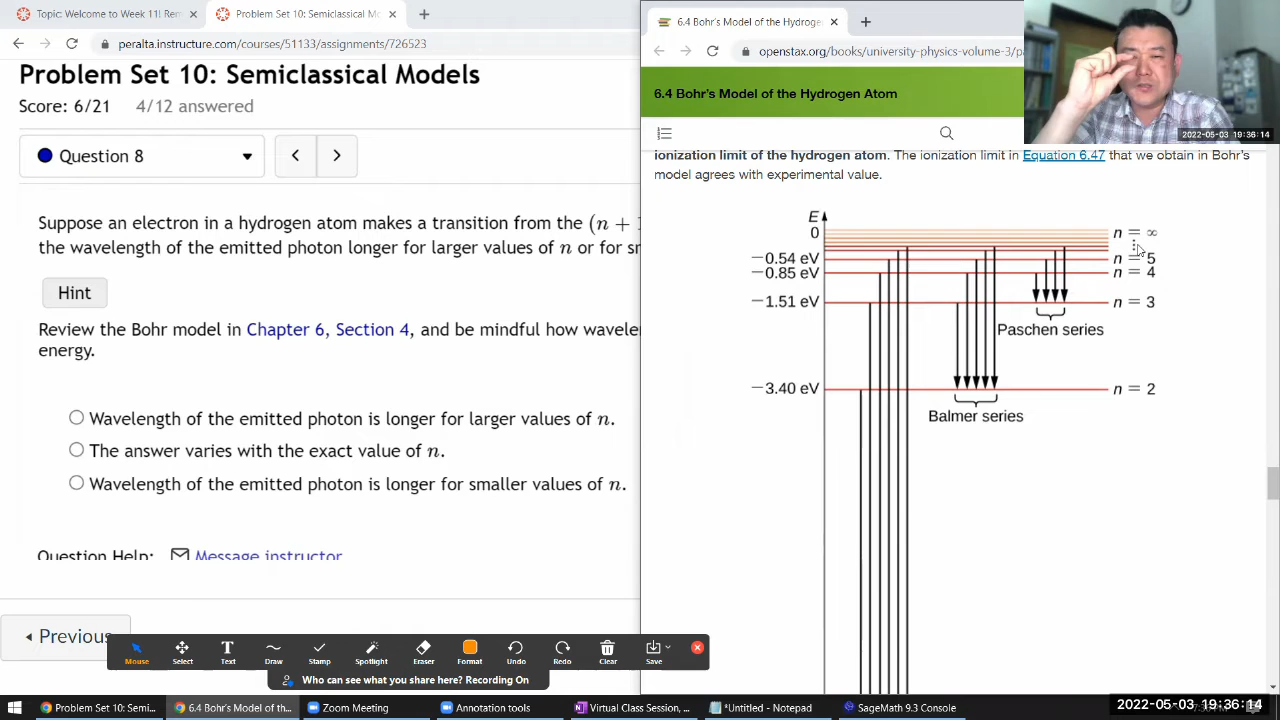 Topic: Welcome to Week 11! Ren
Problem Set 10: Semiclassical M
peralta.instructure.com/courses/51133/assignments/726523
Problem Set 10: Semiclassical Models
Score: 6/21 4/12 answered
Question 8
Suppose an electron in a hydrogen atom makes a transition from the (n + 1
the wavelength of the emitted photon longer for larger values of n or for sm
Hint
Review the Bohr model in Chapter 6, Section 4, and be mindful how wavele
energy.
Wavelength of the emitted photon is longer for larger values of n.
The answer varies with the exact value of n.
Wavelength of the emitted photon is longer for smaller values of n.
Question Help: Message instructor
Previous
6.4 Bohr's Model of the Hydroge
openstax.org/books/university-physics-volume-3/pa
6.4 Bohr's Model of the Hydrogen Atom
2022-05-03 19:36:14
ionization limit of the hydrogen atom. The ionization limit in Equation 6.47 that we obtain in Bohr's
model agrees with experimental value.
E
0 n = ∞
⋮
−0.54 eV n = 5
−0.85 eV n = 4
−1.51 eV n = 3
Paschen series
−3.40 eV n = 2
Balmer series
Mouse Select Text Draw Stamp Spotlight Eraser Format Undo Redo Clear Save
Who can see what you share here? Recording On
Problem Set 10: Semi... 6.4 Bohr's Model of th... Zoom Meeting Annotation tools Virtual Class Session, ... *Untitled - Notepad SageMath 9.3 Console 2022-05-03 19:36:14